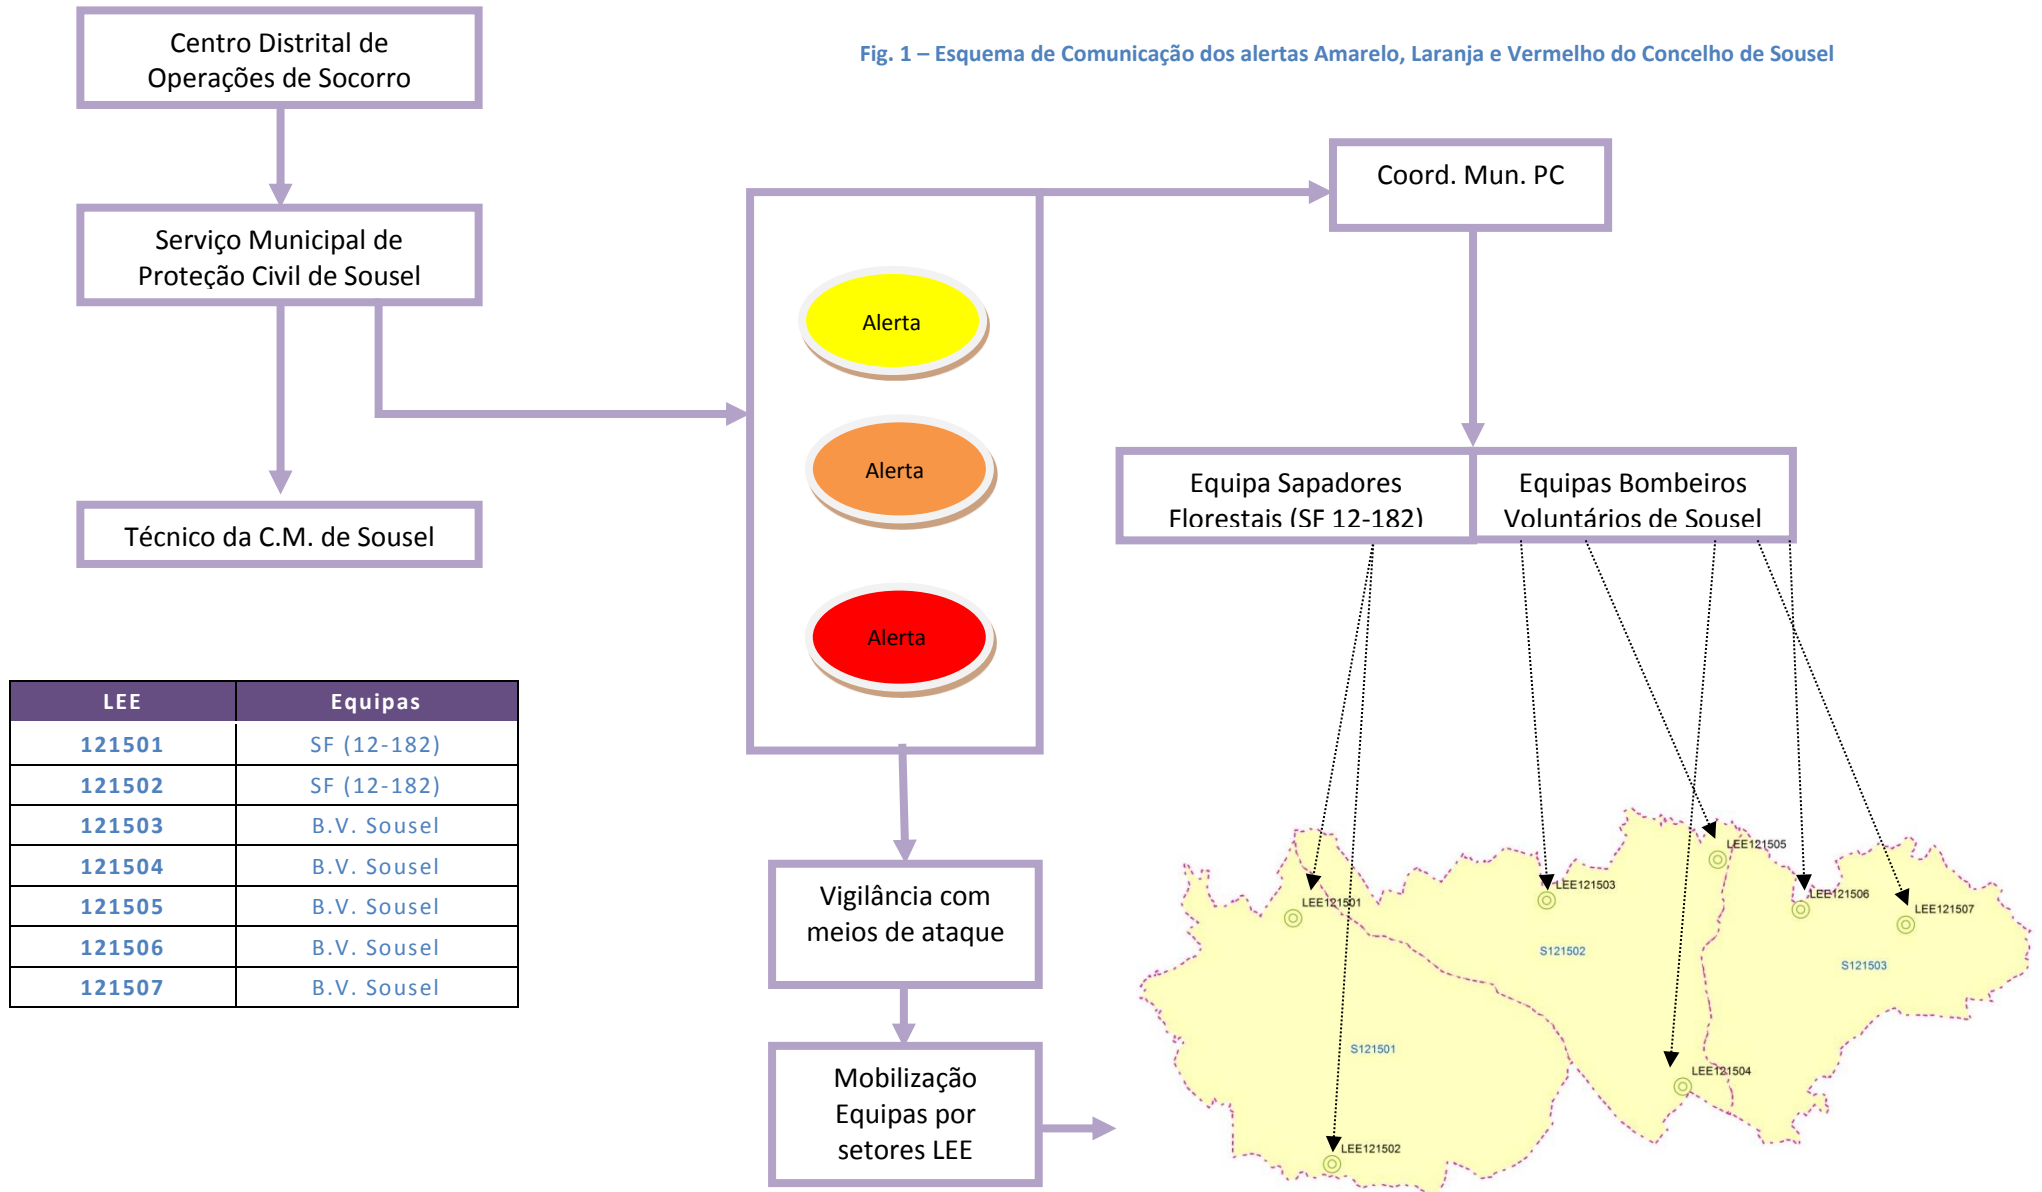 Centro Distrital de
Operações de Socorro
Fig. 1 – Esquema de Comunicação dos alertas Amarelo, Laranja e Vermelho do Concelho de Sousel
Serviço Municipal de
Proteção Civil de Sousel
Técnico da C.M. de Sousel
Alerta
Alerta
Alerta
Coord. Mun. PC
Equipa Sapadores
Florestais (SF 12-182)
Equipas Bombeiros
Voluntários de Sousel
LEE Equipas
121501 SF (12-182)
121502 SF (12-182)
121503 B.V. Sousel
121504 B.V. Sousel
121505 B.V. Sousel
121506 B.V. Sousel
121507 B.V. Sousel
Vigilância com
meios de ataque
Mobilização
Equipas por
setores LEE
LEE121505
LEE121503
LEE121501
LEE121506
LEE121507
S121502
S121503
S121501
LEE121504
LEE121502